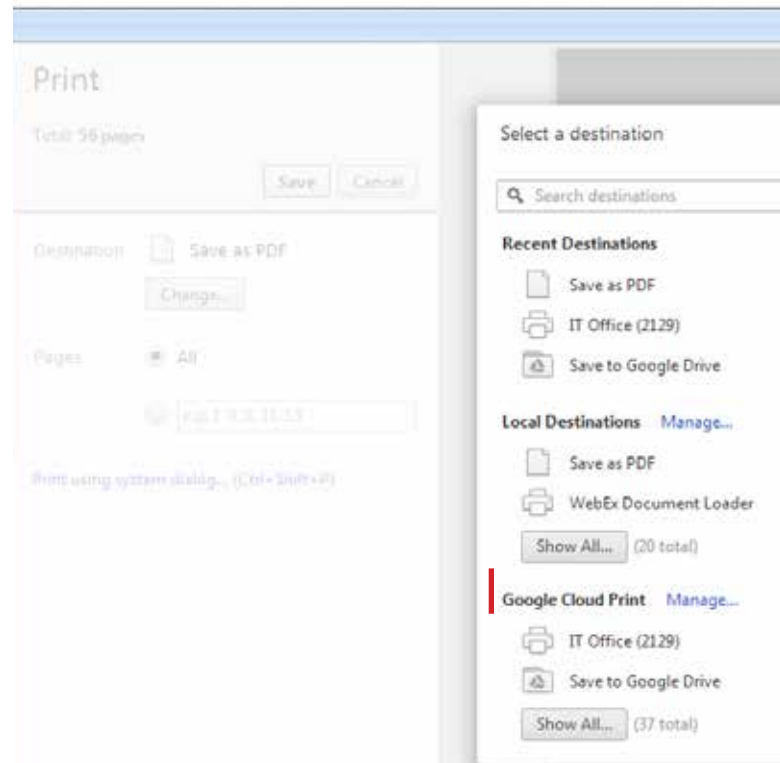 Print
Total: 56 pages
Save Cancel
Destination Save as PDF
Change...
Pages All
Print using system dialog... (Ctrl+Shift+P)
Select a destination
Search destinations
Recent Destinations
Save as PDF
IT Office (2129)
Save to Google Drive
Local Destinations Manage...
Save as PDF
WebEx Document Loader
Show All... (20 total)
Google Cloud Print Manage...
IT Office (2129)
Save to Google Drive
Show All... (37 total)